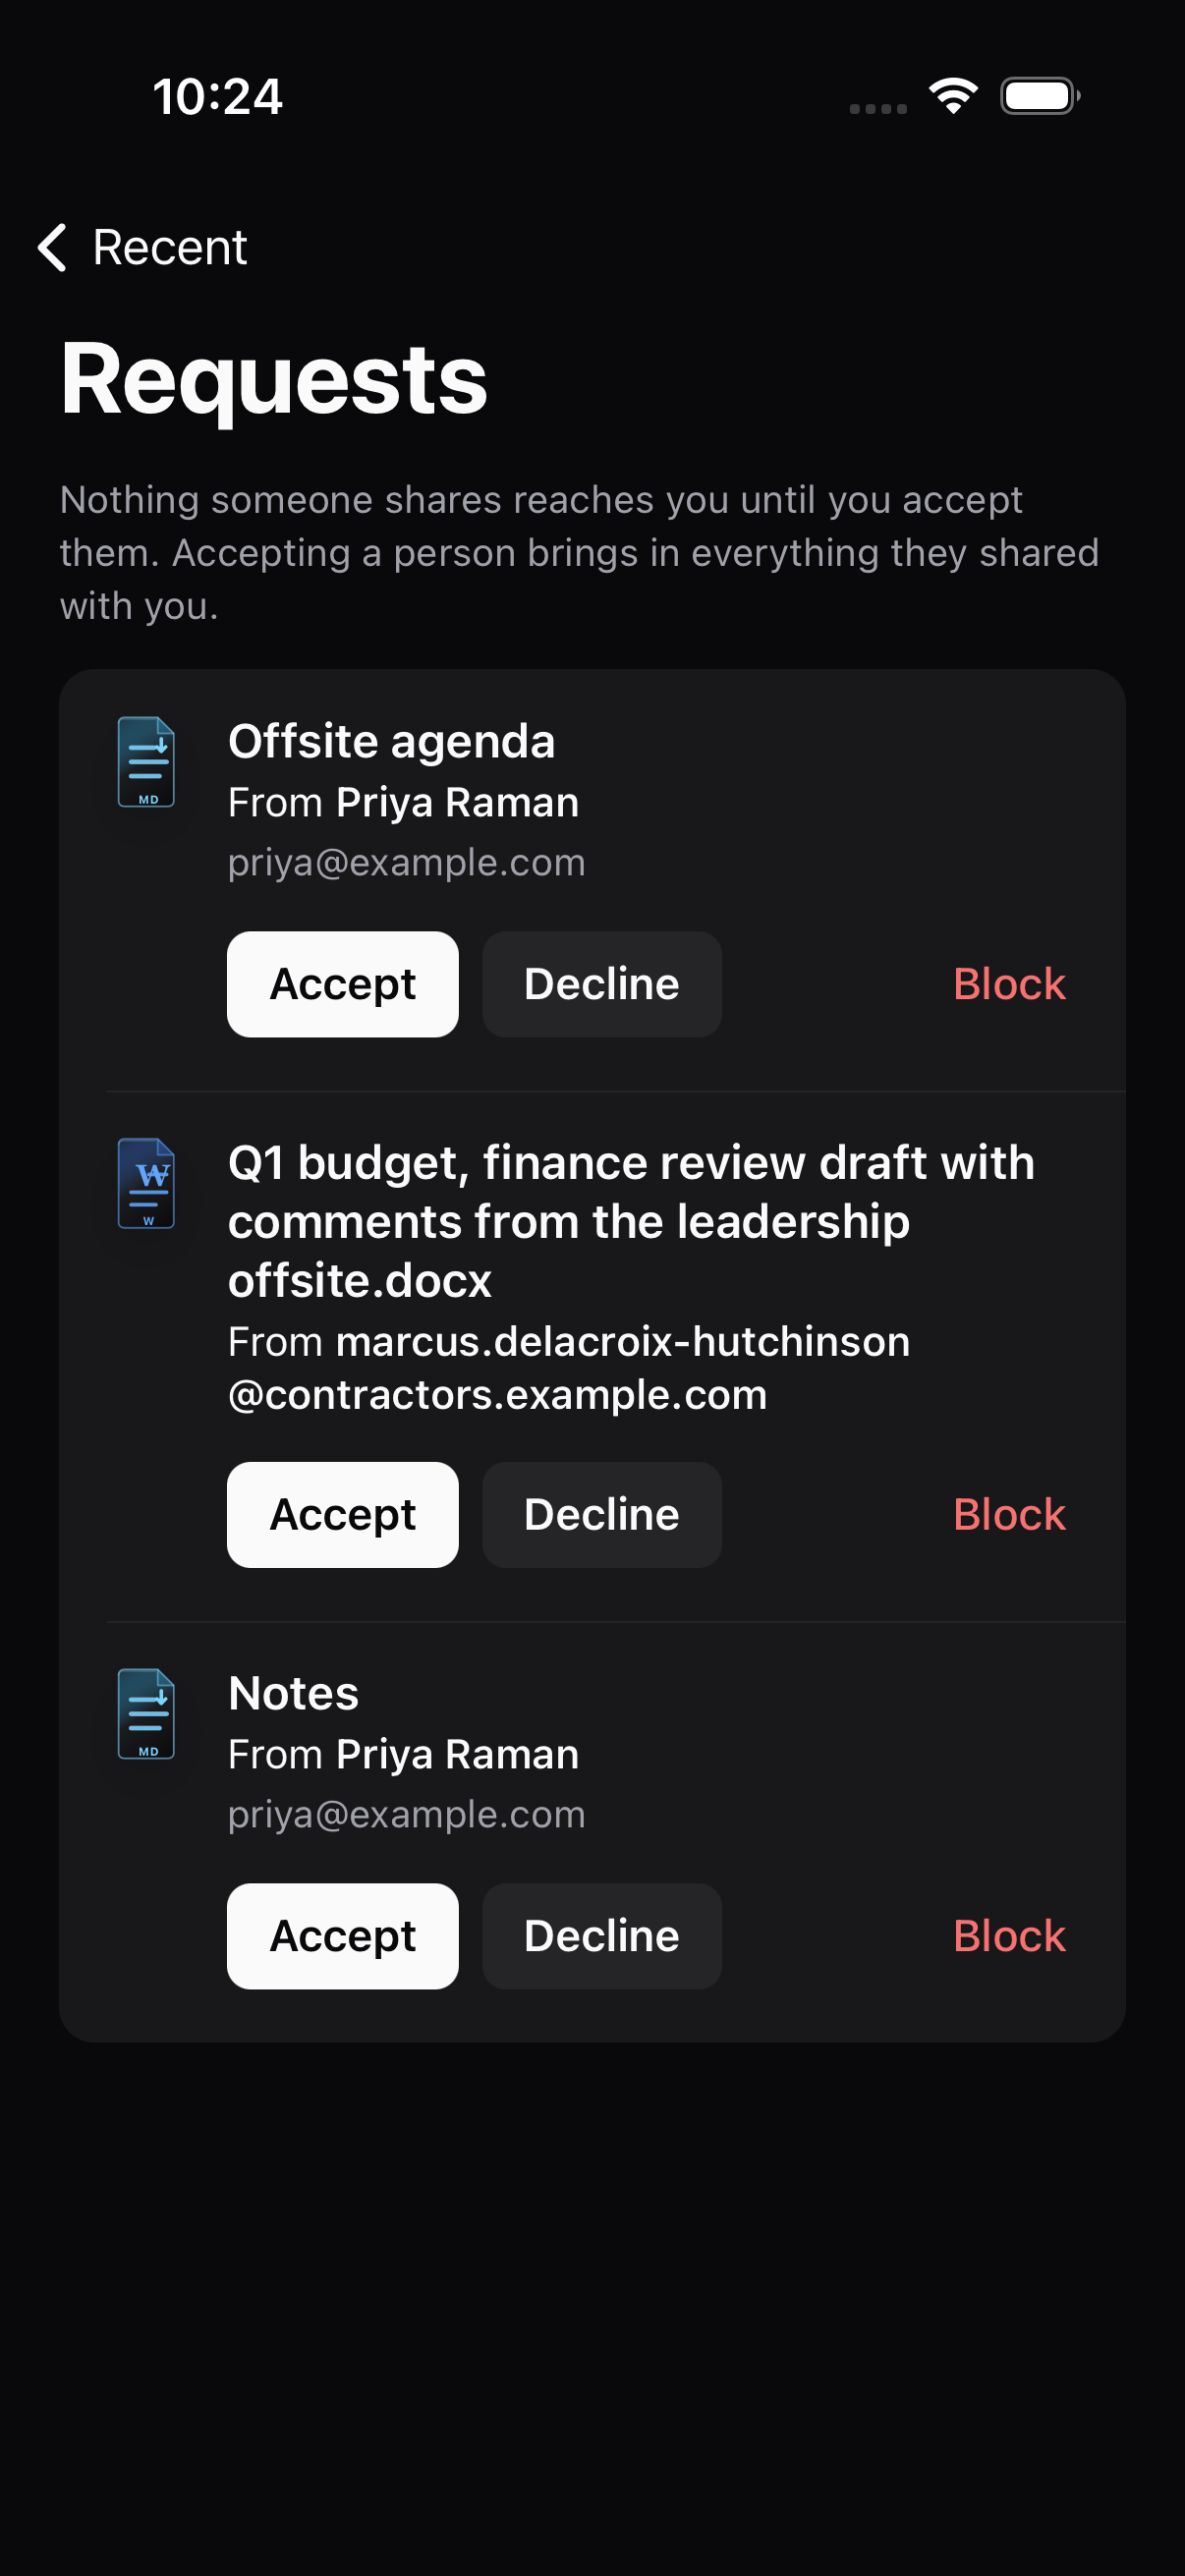 10:24
Recent
Requests
Nothing someone shares reaches you until you accept
them. Accepting a person brings in everything they shared
with you.
Offsite agenda
MD
From Priya Raman
priya@example.com
Accept Decline Block
Q1 budget, finance review draft with
W
comments from the leadership
W
offsite.docx
From marcus.delacroix-hutchinson
@contractors.example.com
Accept Decline Block
Notes
MD
From Priya Raman
priya@example.com
Accept Decline Block